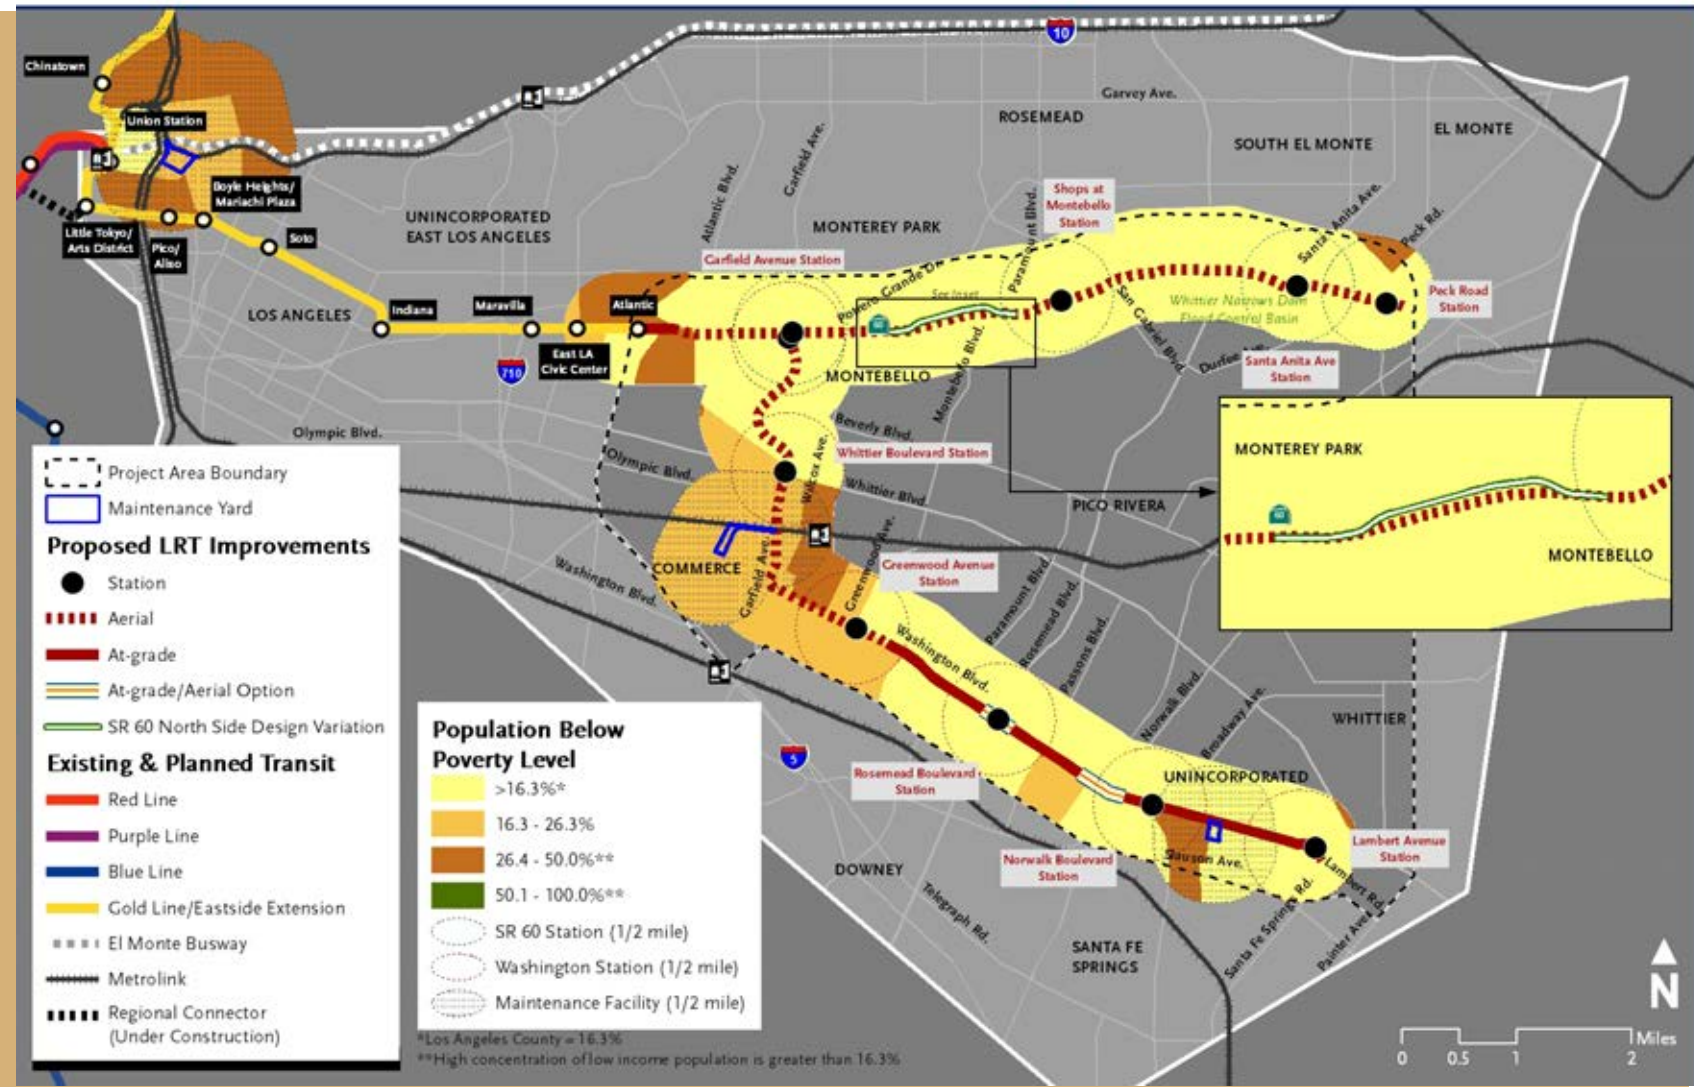 Chinatown
Union Station
Boyle Heights/
Mariachi Plaza
Little Tokyo/
Arts District
Pico/
Aliso
Soto
Indiana
Maravilla
East LA
Civic Center
Atlantic
10
710
5
60
Garvey Ave.
ROSEMEAD
SOUTH EL MONTE
EL MONTE
UNINCORPORATED
EAST LOS ANGELES
LOS ANGELES
MONTEREY PARK
Atlantic Blvd.
Garfield Ave.
Paramount Blvd.
Shops at
Montebello
Station
Santa Anita Ave.
Peck Rd.
Garfield Avenue Station
Potrero Grande Dr.
See Inset
San Gabriel Blvd.
Whittier Narrows Dam
Flood Control Basin
Peck Road
Station
Durfee Ave.
Santa Anita Ave
Station
MONTEBELLO
Montebello Blvd.
Beverly Blvd.
Whittier Boulevard Station
Wilcox Ave.
Whittier Blvd.
Olympic Blvd.
Olympic Blvd.
PICO RIVERA
COMMERCE
Washington Blvd.
Garfield Ave.
Greenwood Ave.
Greenwood Avenue
Station
Washington Blvd.
Paramount Blvd.
Rosemead Blvd.
Passons Blvd.
Norwalk Blvd.
Broadway Ave.
WHITTIER
UNINCORPORATED
Rosemead Boulevard
Station
Norwalk Boulevard
Station
Slauson Ave.
Lambert Avenue
Station
Lambert Rd.
Santa Fe Springs Rd.
Painter Ave.
DOWNEY
Telegraph Rd.
SANTA FE
SPRINGS
MONTEREY PARK
60
MONTEBELLO
Project Area Boundary
Maintenance Yard
Proposed LRT Improvements
Station
Aerial
At-grade
At-grade/Aerial Option
SR 60 North Side Design Variation
Existing & Planned Transit
Red Line
Purple Line
Blue Line
Gold Line/Eastside Extension
El Monte Busway
Metrolink
Regional Connector
(Under Construction)
Population Below
Poverty Level
>16.3%*
16.3 - 26.3%
26.4 - 50.0%**
50.1 - 100.0%**
SR 60 Station (1/2 mile)
Washington Station (1/2 mile)
Maintenance Facility (1/2 mile)
*Los Angeles County = 16.3%
**High concentration of low income population is greater than 16.3%
N
0 0.5 1 2 Miles